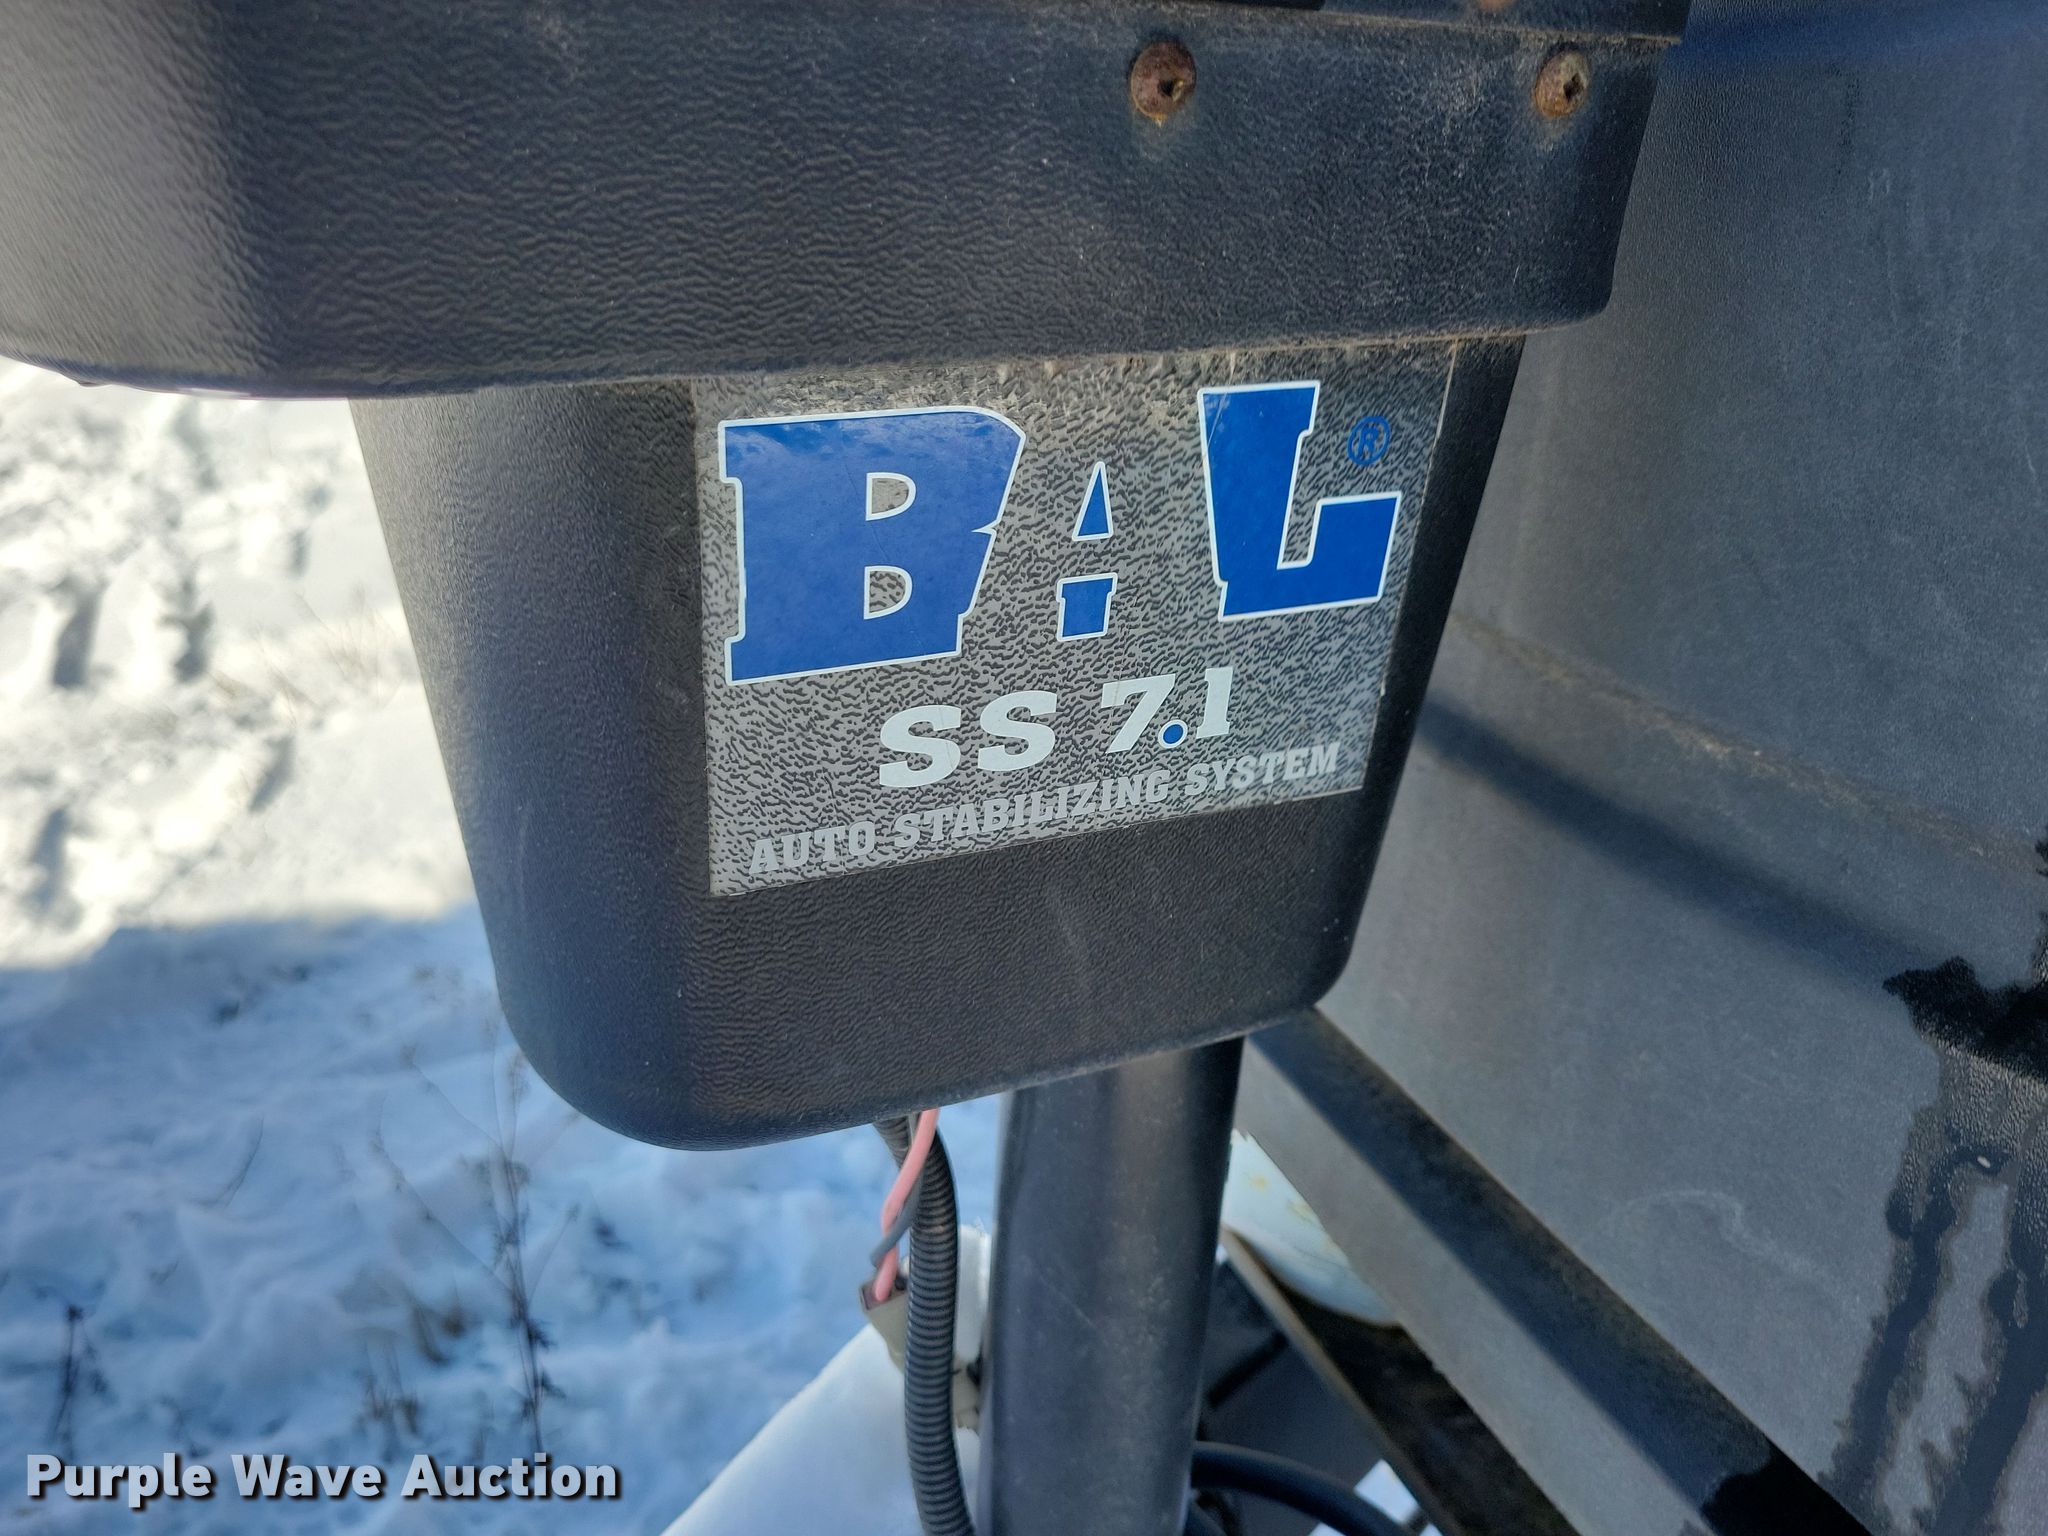 BAL®
SS 7.1
AUTO STABILIZING SYSTEM
Purple Wave Auction